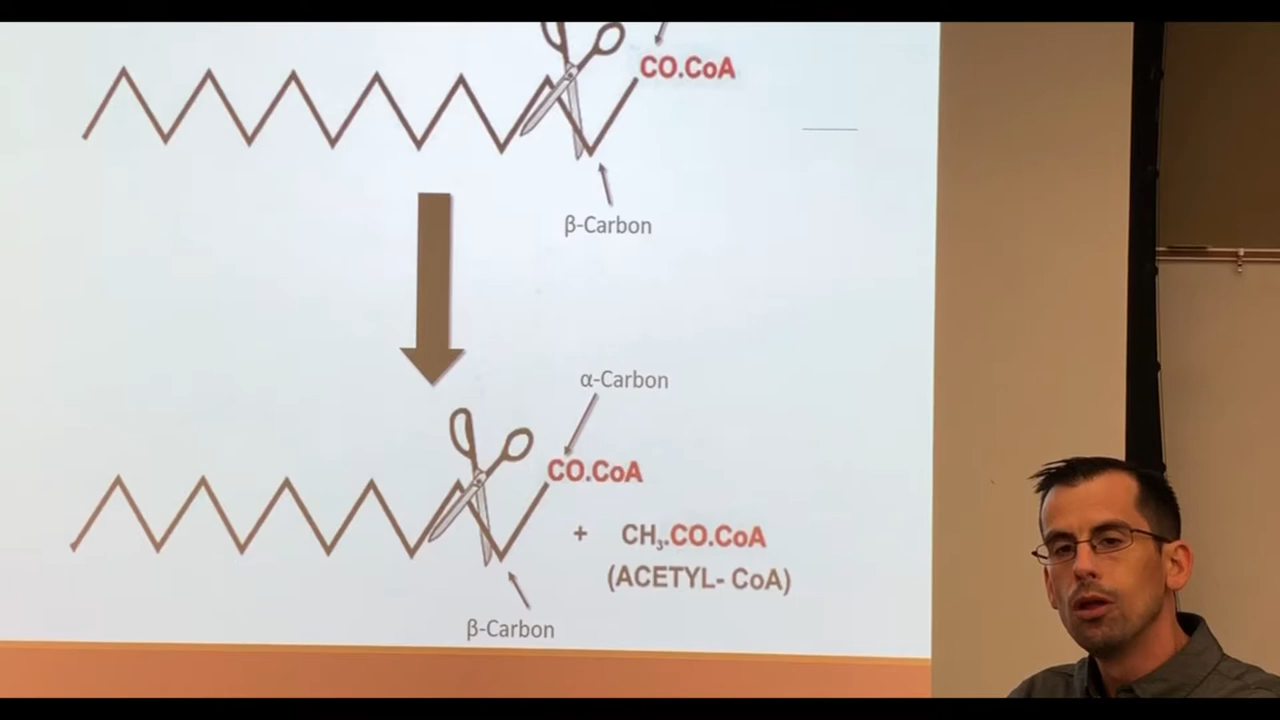 CO.CoA
β-Carbon
α-Carbon
CO.CoA
+ CH₃.CO.CoA
(ACETYL- CoA)
β-Carbon